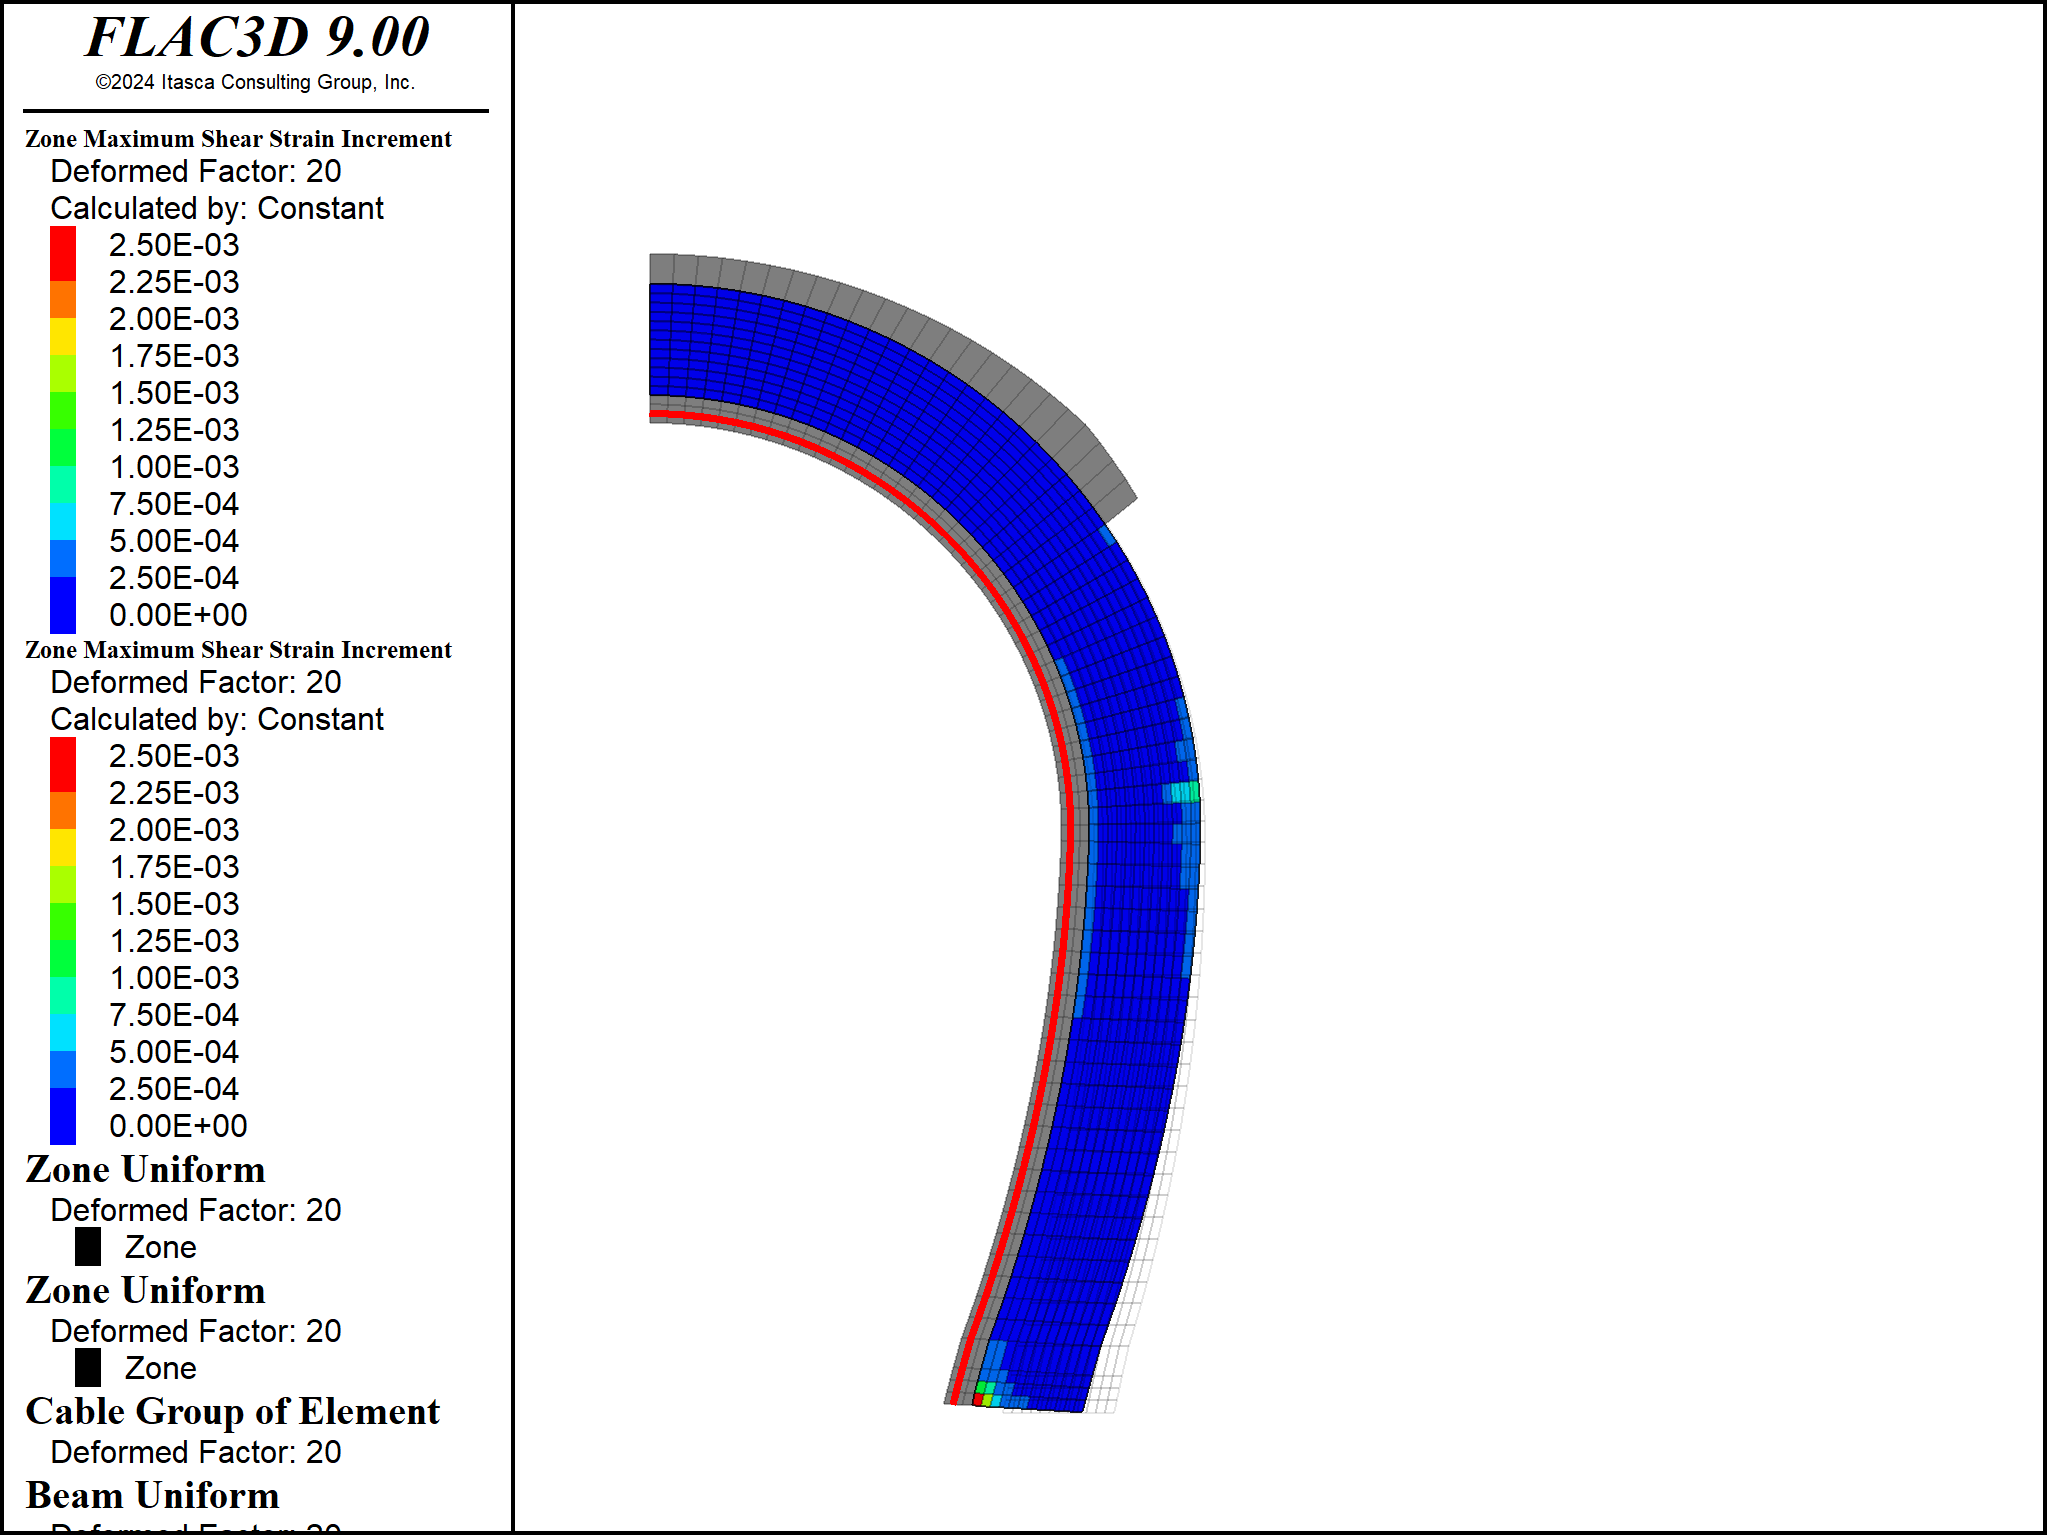 FLAC3D 9.00
©2024 Itasca Consulting Group, Inc.
Zone Maximum Shear Strain Increment
Deformed Factor: 20
Calculated by: Constant
2.50E-03
2.25E-03
2.00E-03
1.75E-03
1.50E-03
1.25E-03
1.00E-03
7.50E-04
5.00E-04
2.50E-04
0.00E+00
Zone Maximum Shear Strain Increment
Deformed Factor: 20
Calculated by: Constant
2.50E-03
2.25E-03
2.00E-03
1.75E-03
1.50E-03
1.25E-03
1.00E-03
7.50E-04
5.00E-04
2.50E-04
0.00E+00
Zone Uniform
Deformed Factor: 20
Zone
Zone Uniform
Deformed Factor: 20
Zone
Cable Group of Element
Deformed Factor: 20
Beam Uniform
Deformed Factor: 20